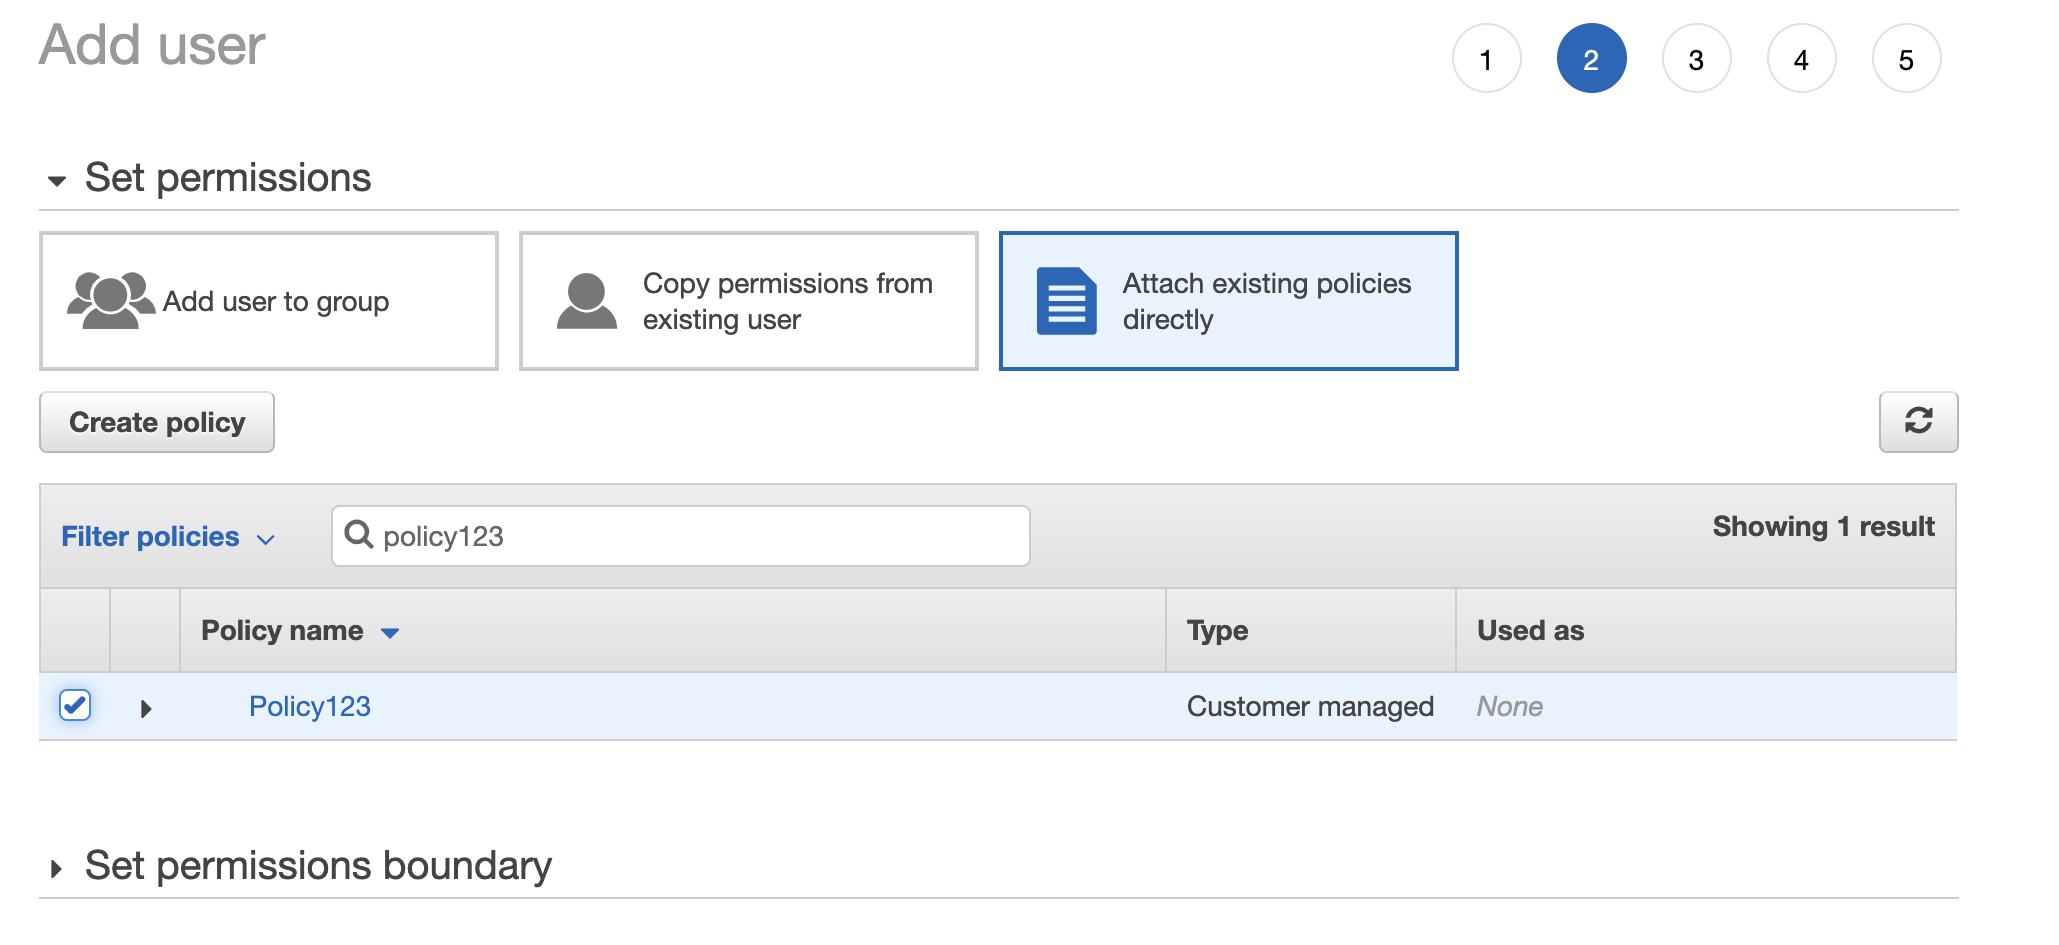 Add user
1 2 3 4 5
Set permissions
Add user to group
Copy permissions from
existing user
Attach existing policies
directly
Create policy
Filter policies
policy123
Showing 1 result
Policy name Type Used as
Policy123 Customer managed None
Set permissions boundary